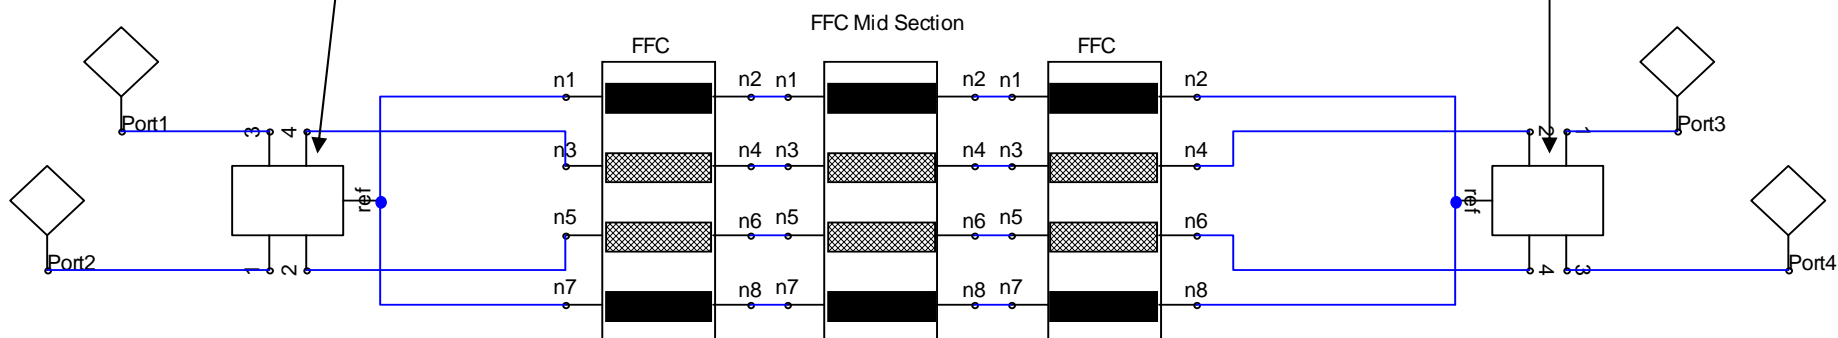 FFC Mid Section
FFC FFC
n1 n2 n1 n2 n1 n2
Port1 3 4 2 1 Port3
n3 n4 n3 n4 n3 n4
ref ref
n5 n6 n5 n6 n5 n6
Port2 1 2 4 3 Port4
n7 n8 n7 n8 n7 n8